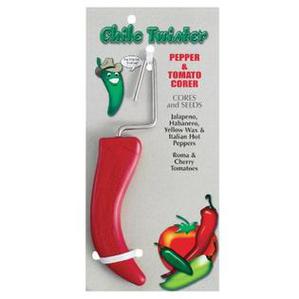 Chile Twister
PEPPER
&
TOMATO
CORER
CORES
and SEEDS
Jalapeno,
Habanero,
Yellow Wax &
Italian Hot
Peppers
Roma &
Cherry
Tomatoes